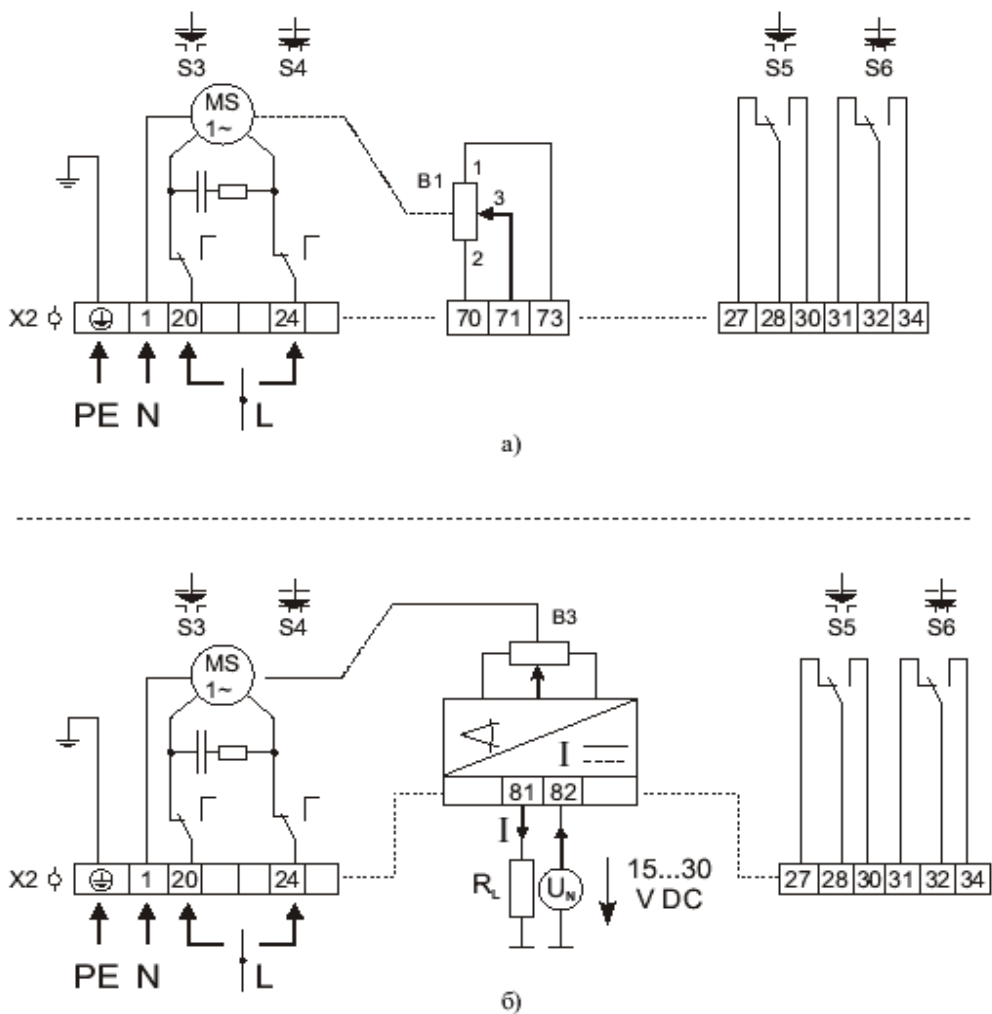 S3 S4 S5 S6
MS
1~
B1 1
3
2
X2 1 20 24 70 71 73 27 28 30 31 32 34
PE N L
а)
S3 S4 B3 S5 S6
MS
1~
I
X2 1 20 24 81 82 27 28 30 31 32 34
I
R_L U_N 15...30
V DC
PE N L
б)